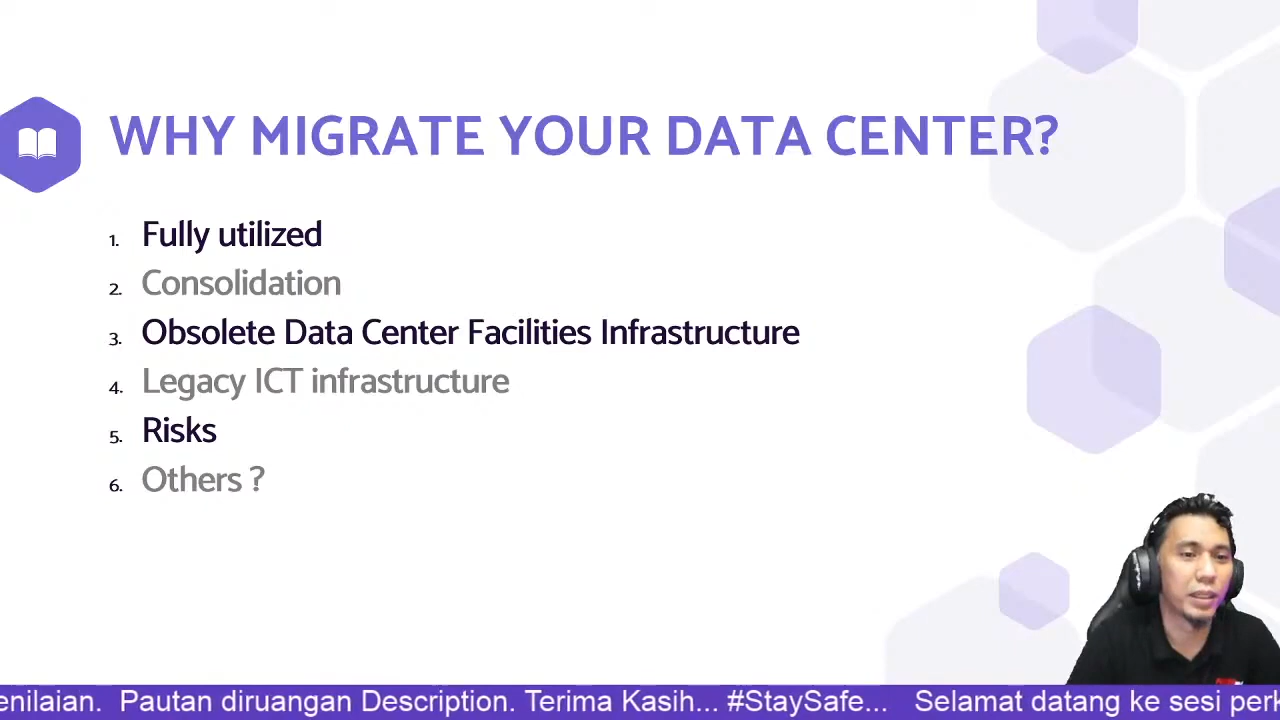 WHY MIGRATE YOUR DATA CENTER?
1. Fully utilized
2. Consolidation
3. Obsolete Data Center Facilities Infrastructure
4. Legacy ICT infrastructure
5. Risks
6. Others ?
enilaian. Pautan diruangan Description. Terima Kasih... #StaySafe... Selamat datang ke sesi perk